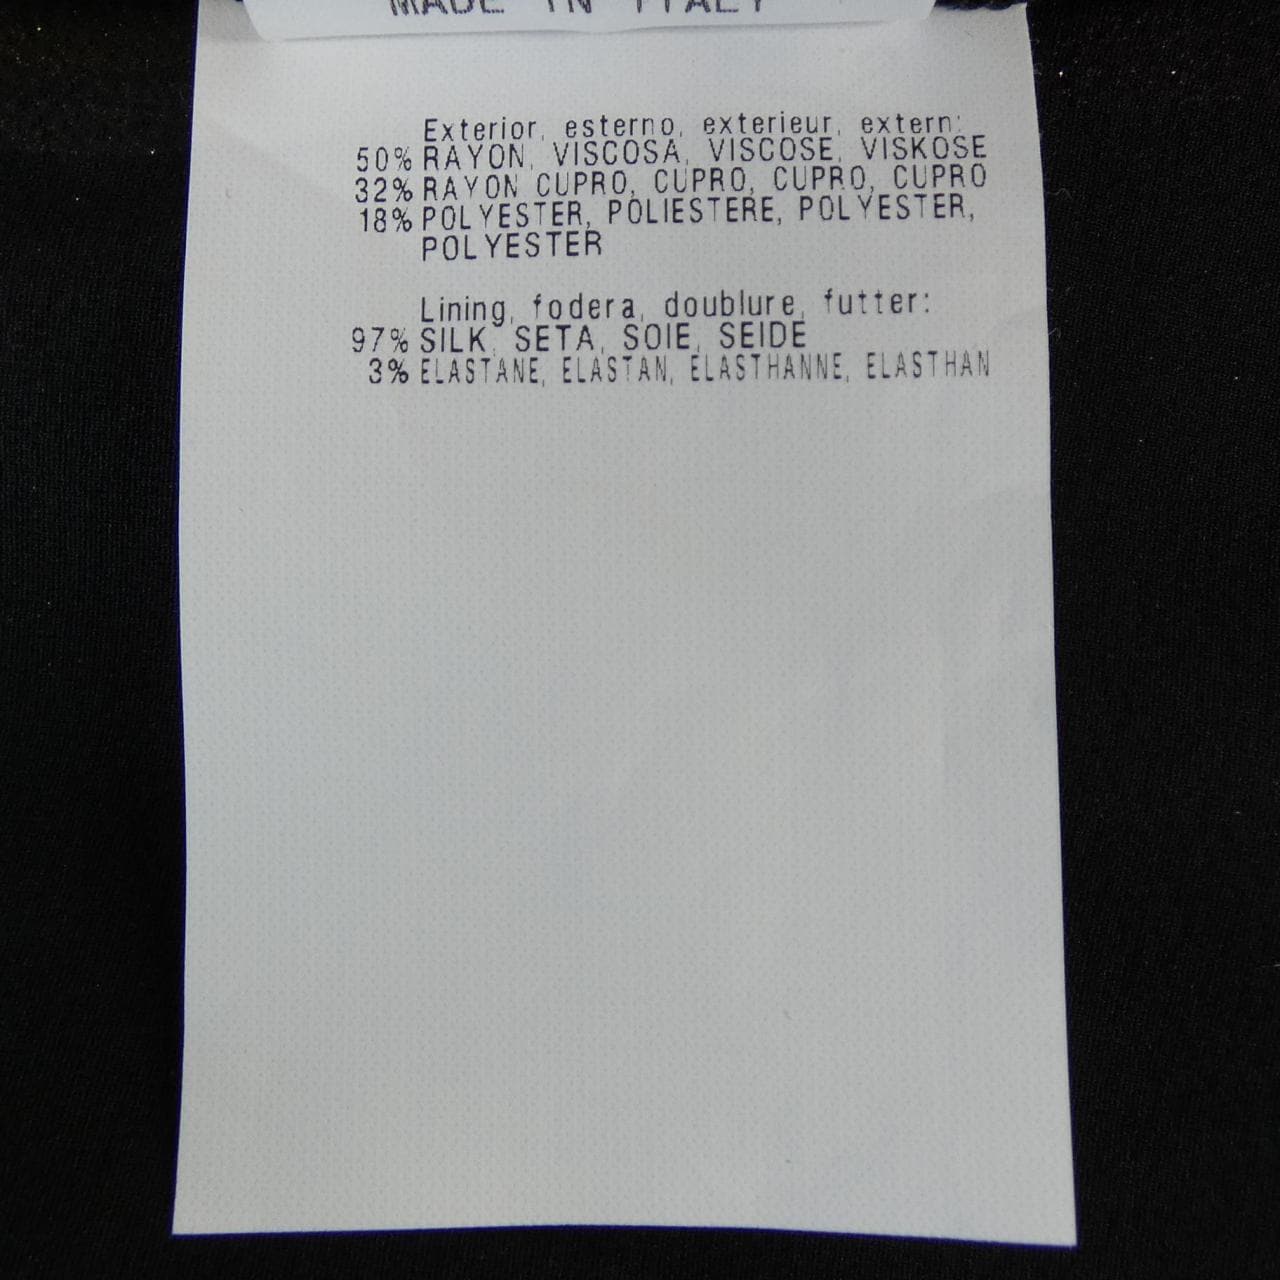 MADE IN ITALY
Exterior, esterno, exterieur, extern:
50% RAYON, VISCOSA, VISCOSE, VISKOSE
32% RAYON CUPRO, CUPRO, CUPRO, CUPRO
18% POLYESTER, POLIESTERE, POLYESTER,
POLYESTER
Lining, fodera, doublure, futter:
97% SILK, SETA, SOIE, SEIDE
3% ELASTANE, ELASTAN, ELASTHANNE, ELASTHAN